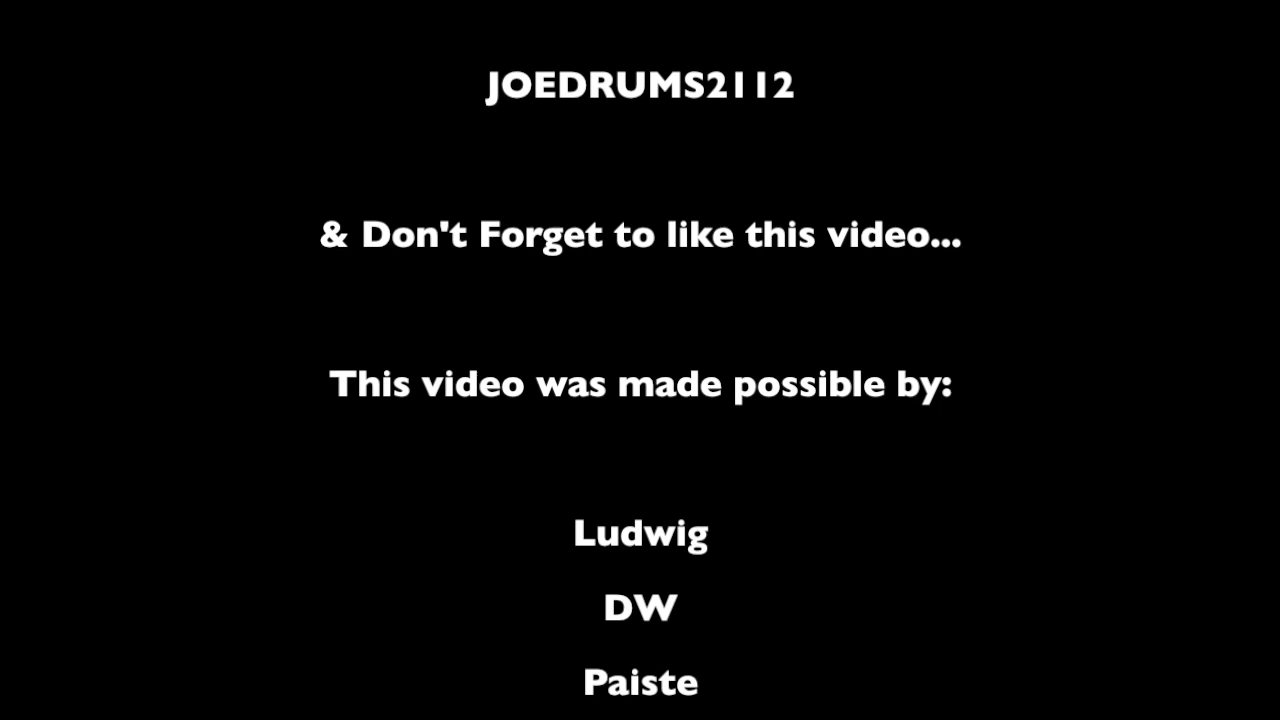 JOEDRUMS2112
& Don't Forget to like this video...
This video was made possible by:
Ludwig
DW
Paiste